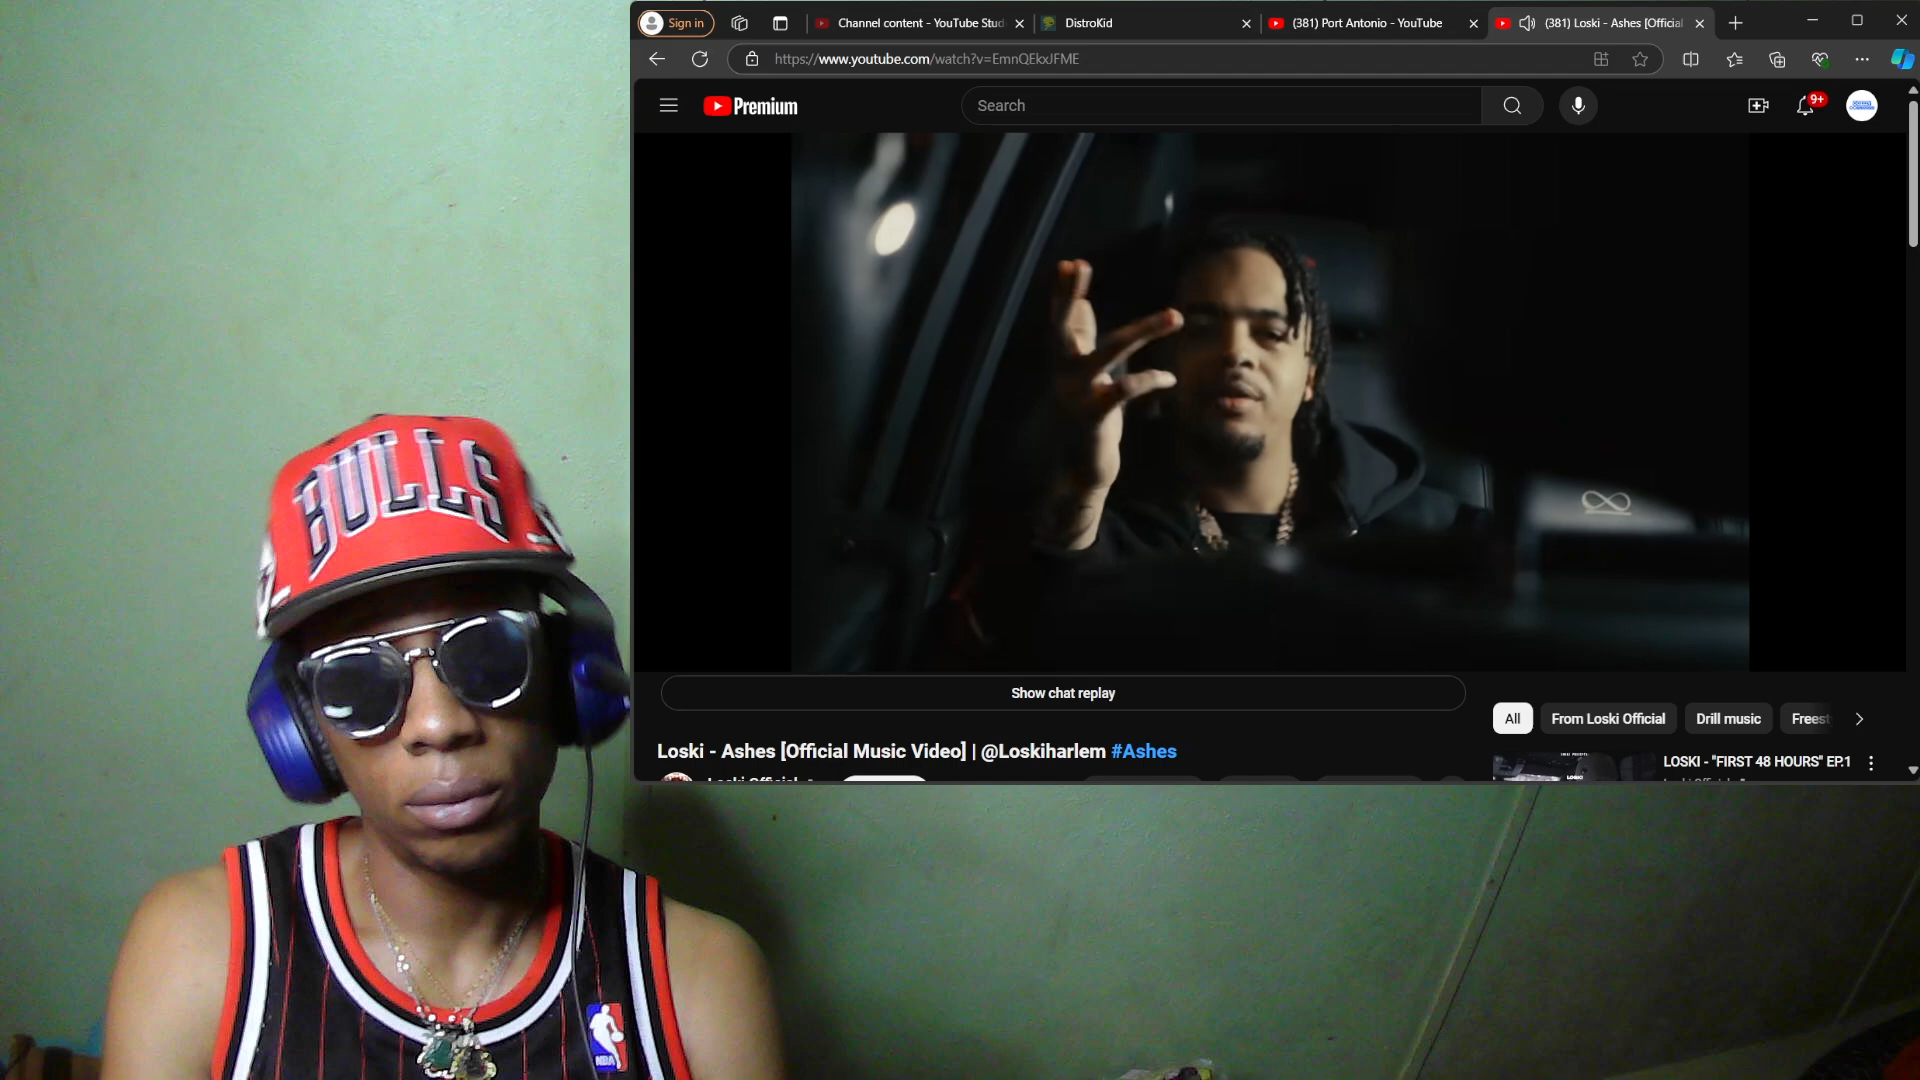 Sign in
Channel content - YouTube Stud
DistroKid
(381) Port Antonio - YouTube
(381) Loski - Ashes [Official
https://www.youtube.com/watch?v=EmnQEkxJFME
Premium
Search
9+
Show chat replay
All
From Loski Official
Drill music
Freest
Loski - Ashes [Official Music Video] | @Loskiharlem #Ashes
LOSKI - "FIRST 48 HOURS" EP.1
BULLS
NBA